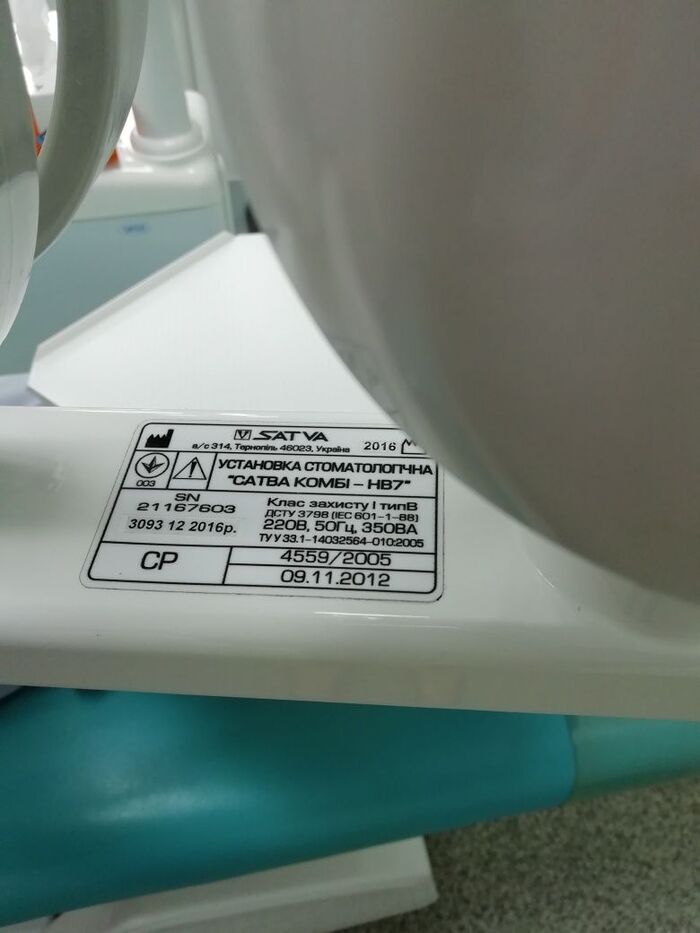 SATVA
а/с 314, Тернопіль 46023, Україна
2016
003
УСТАНОВКА СТОМАТОЛОГІЧНА
"САТВА КОМБІ – НВ7"
SN
21167603
3093 12 2016р.
Клас захисту І типВ
ДСТУ 3798 (IEC 601-1-88)
220В, 50Гц, 350ВА
ТУ У 33.1-14032564-010:2005
СР
4559/2005
09.11.2012